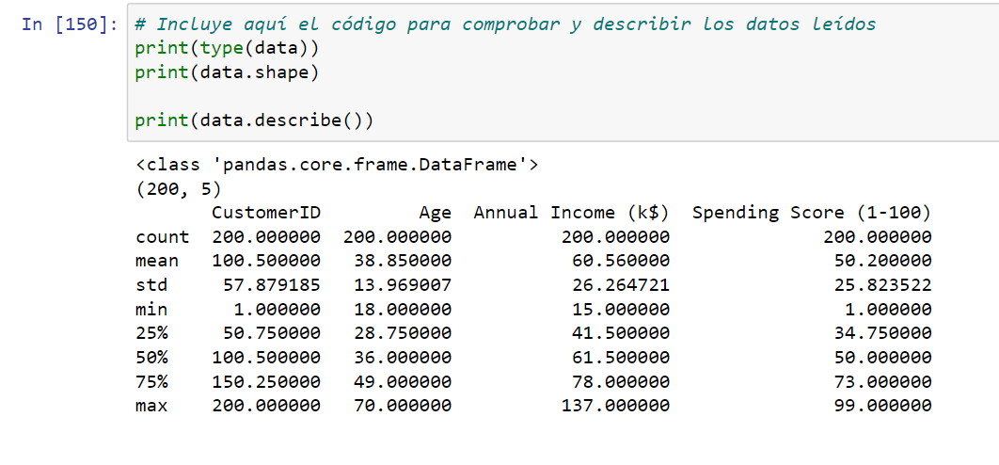 In [150]: # Incluye aquí el código para comprobar y describir los datos leídos
print(type(data))
print(data.shape)
print(data.describe())
<class 'pandas.core.frame.DataFrame'>
(200, 5)
CustomerID Age Annual Income (k$) Spending Score (1-100)
count 200.000000 200.000000 200.000000 200.000000
mean 100.500000 38.850000 60.560000 50.200000
std 57.879185 13.969007 26.264721 25.823522
min 1.000000 18.000000 15.000000 1.000000
25% 50.750000 28.750000 41.500000 34.750000
50% 100.500000 36.000000 61.500000 50.000000
75% 150.250000 49.000000 78.000000 73.000000
max 200.000000 70.000000 137.000000 99.000000